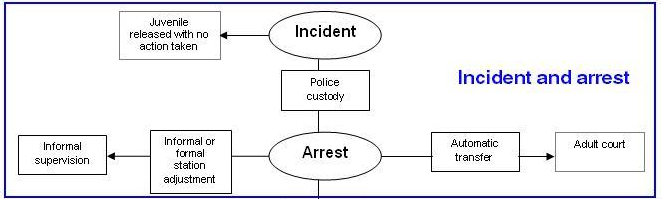 Juvenile
released with no
action taken
Incident
Police
custody
Incident and arrest
Informal
supervision
Informal or
formal
station
adjustment
Arrest
Automatic
transfer
Adult court